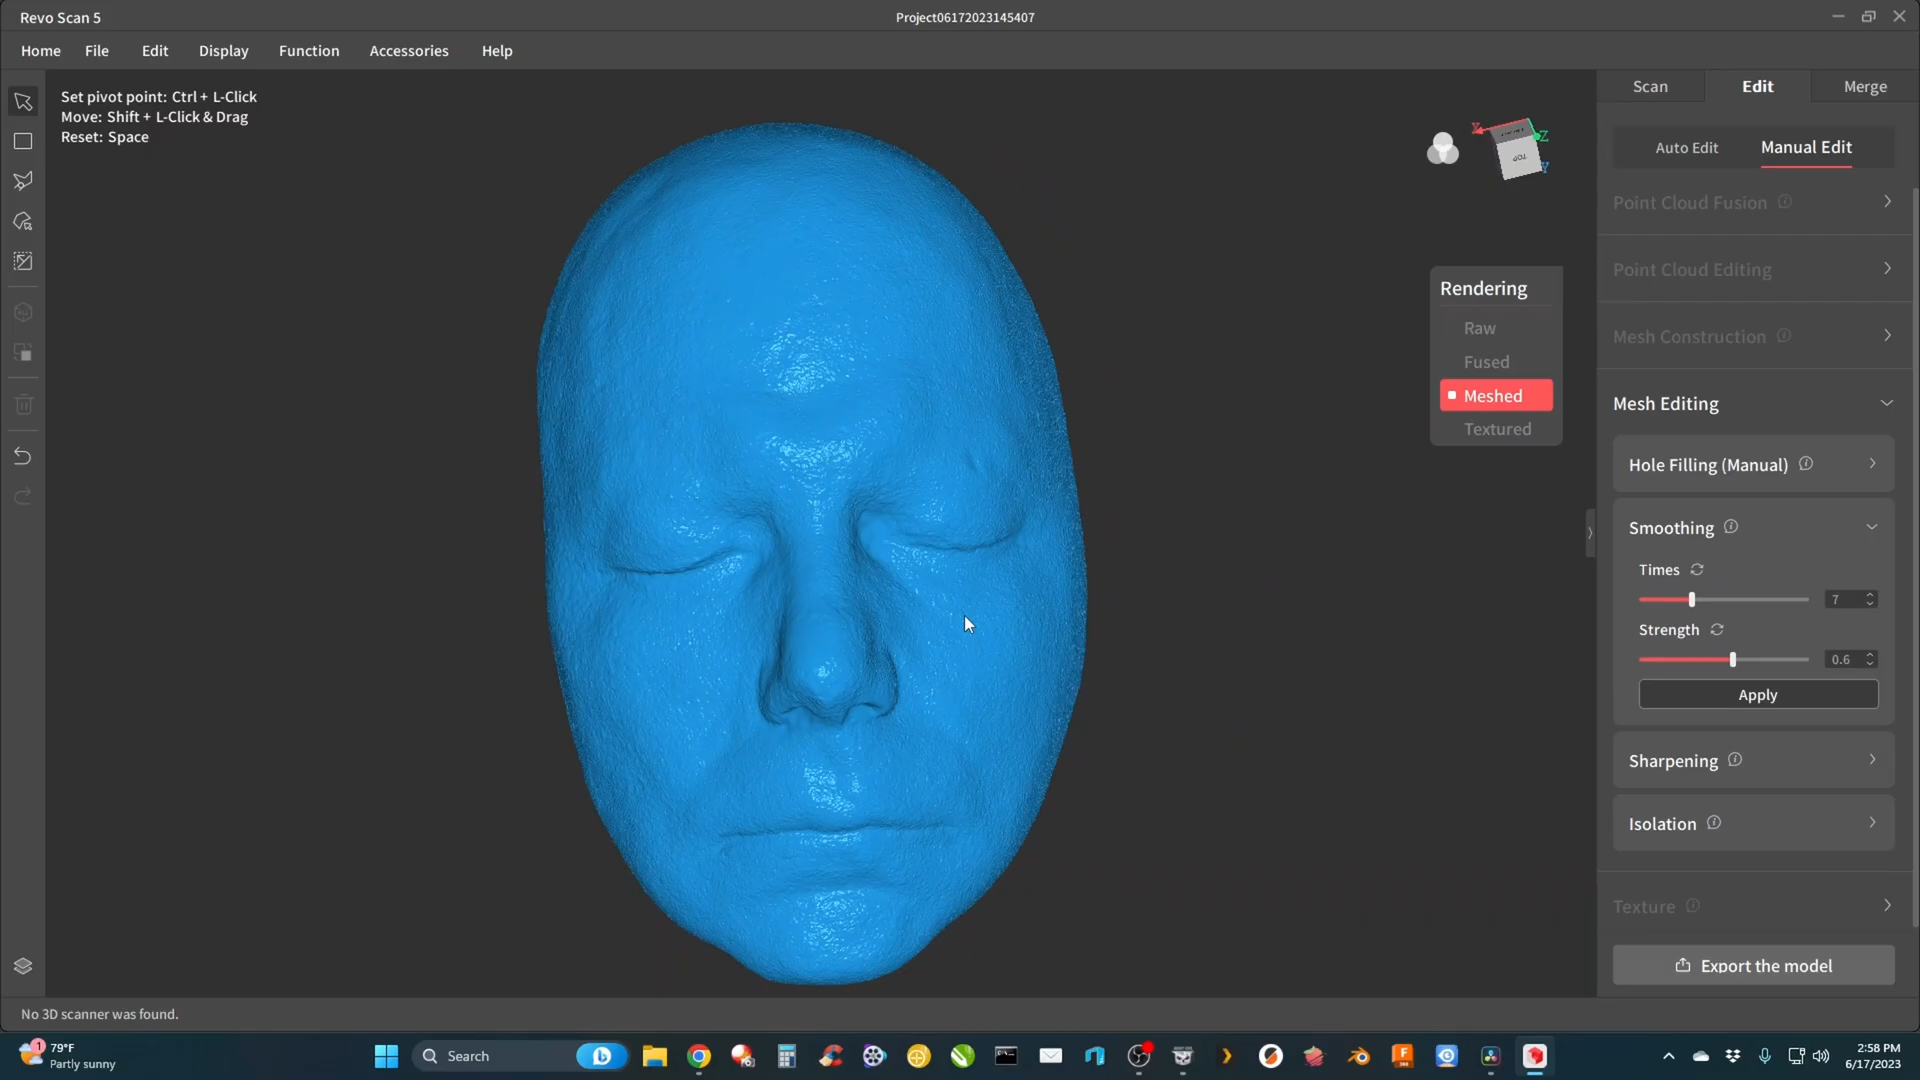 Revo Scan 5
Project06172023145407
Home File Edit Display Function Accessories Help
Set pivot point: Ctrl + L-Click
Move: Shift + L-Click & Drag
Reset: Space
X
Z
Y
TOP
Rendering
Raw
Fused
Meshed
Textured
Scan Edit Merge
Auto Edit Manual Edit
Point Cloud Fusion
Point Cloud Editing
Mesh Construction
Mesh Editing
Hole Filling (Manual)
Smoothing
Times
7
Strength
0.6
Apply
Sharpening
Isolation
Texture
Export the model
No 3D scanner was found.
1
79°F
Partly sunny
Search
2:58 PM
6/17/2023